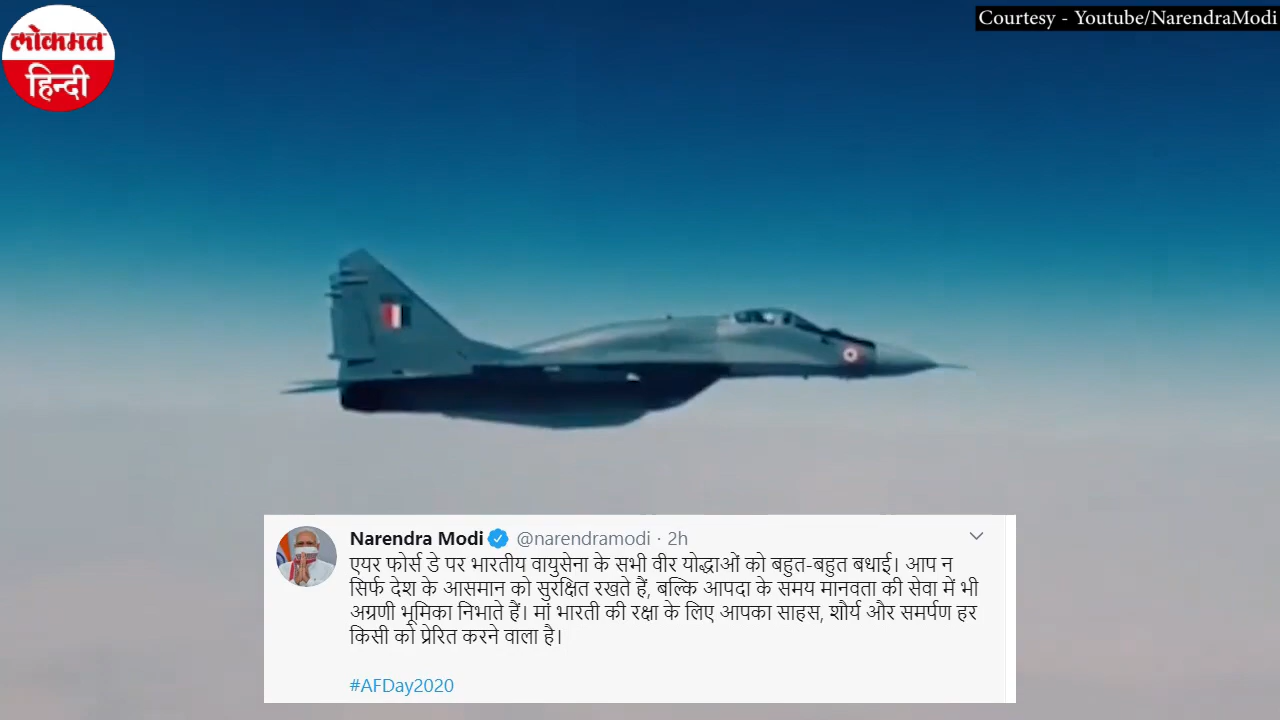 लोकमत
हिन्दी
Courtesy - Youtube/NarendraModi
Narendra Modi @narendramodi · 2h
एयर फोर्स डे पर भारतीय वायुसेना के सभी वीर योद्धाओं को बहुत-बहुत बधाई। आप न
सिर्फ देश के आसमान को सुरक्षित रखते हैं, बल्कि आपदा के समय मानवता की सेवा में भी
अग्रणी भूमिका निभाते हैं। मां भारती की रक्षा के लिए आपका साहस, शौर्य और समर्पण हर
किसी को प्रेरित करने वाला है।
#AFDay2020